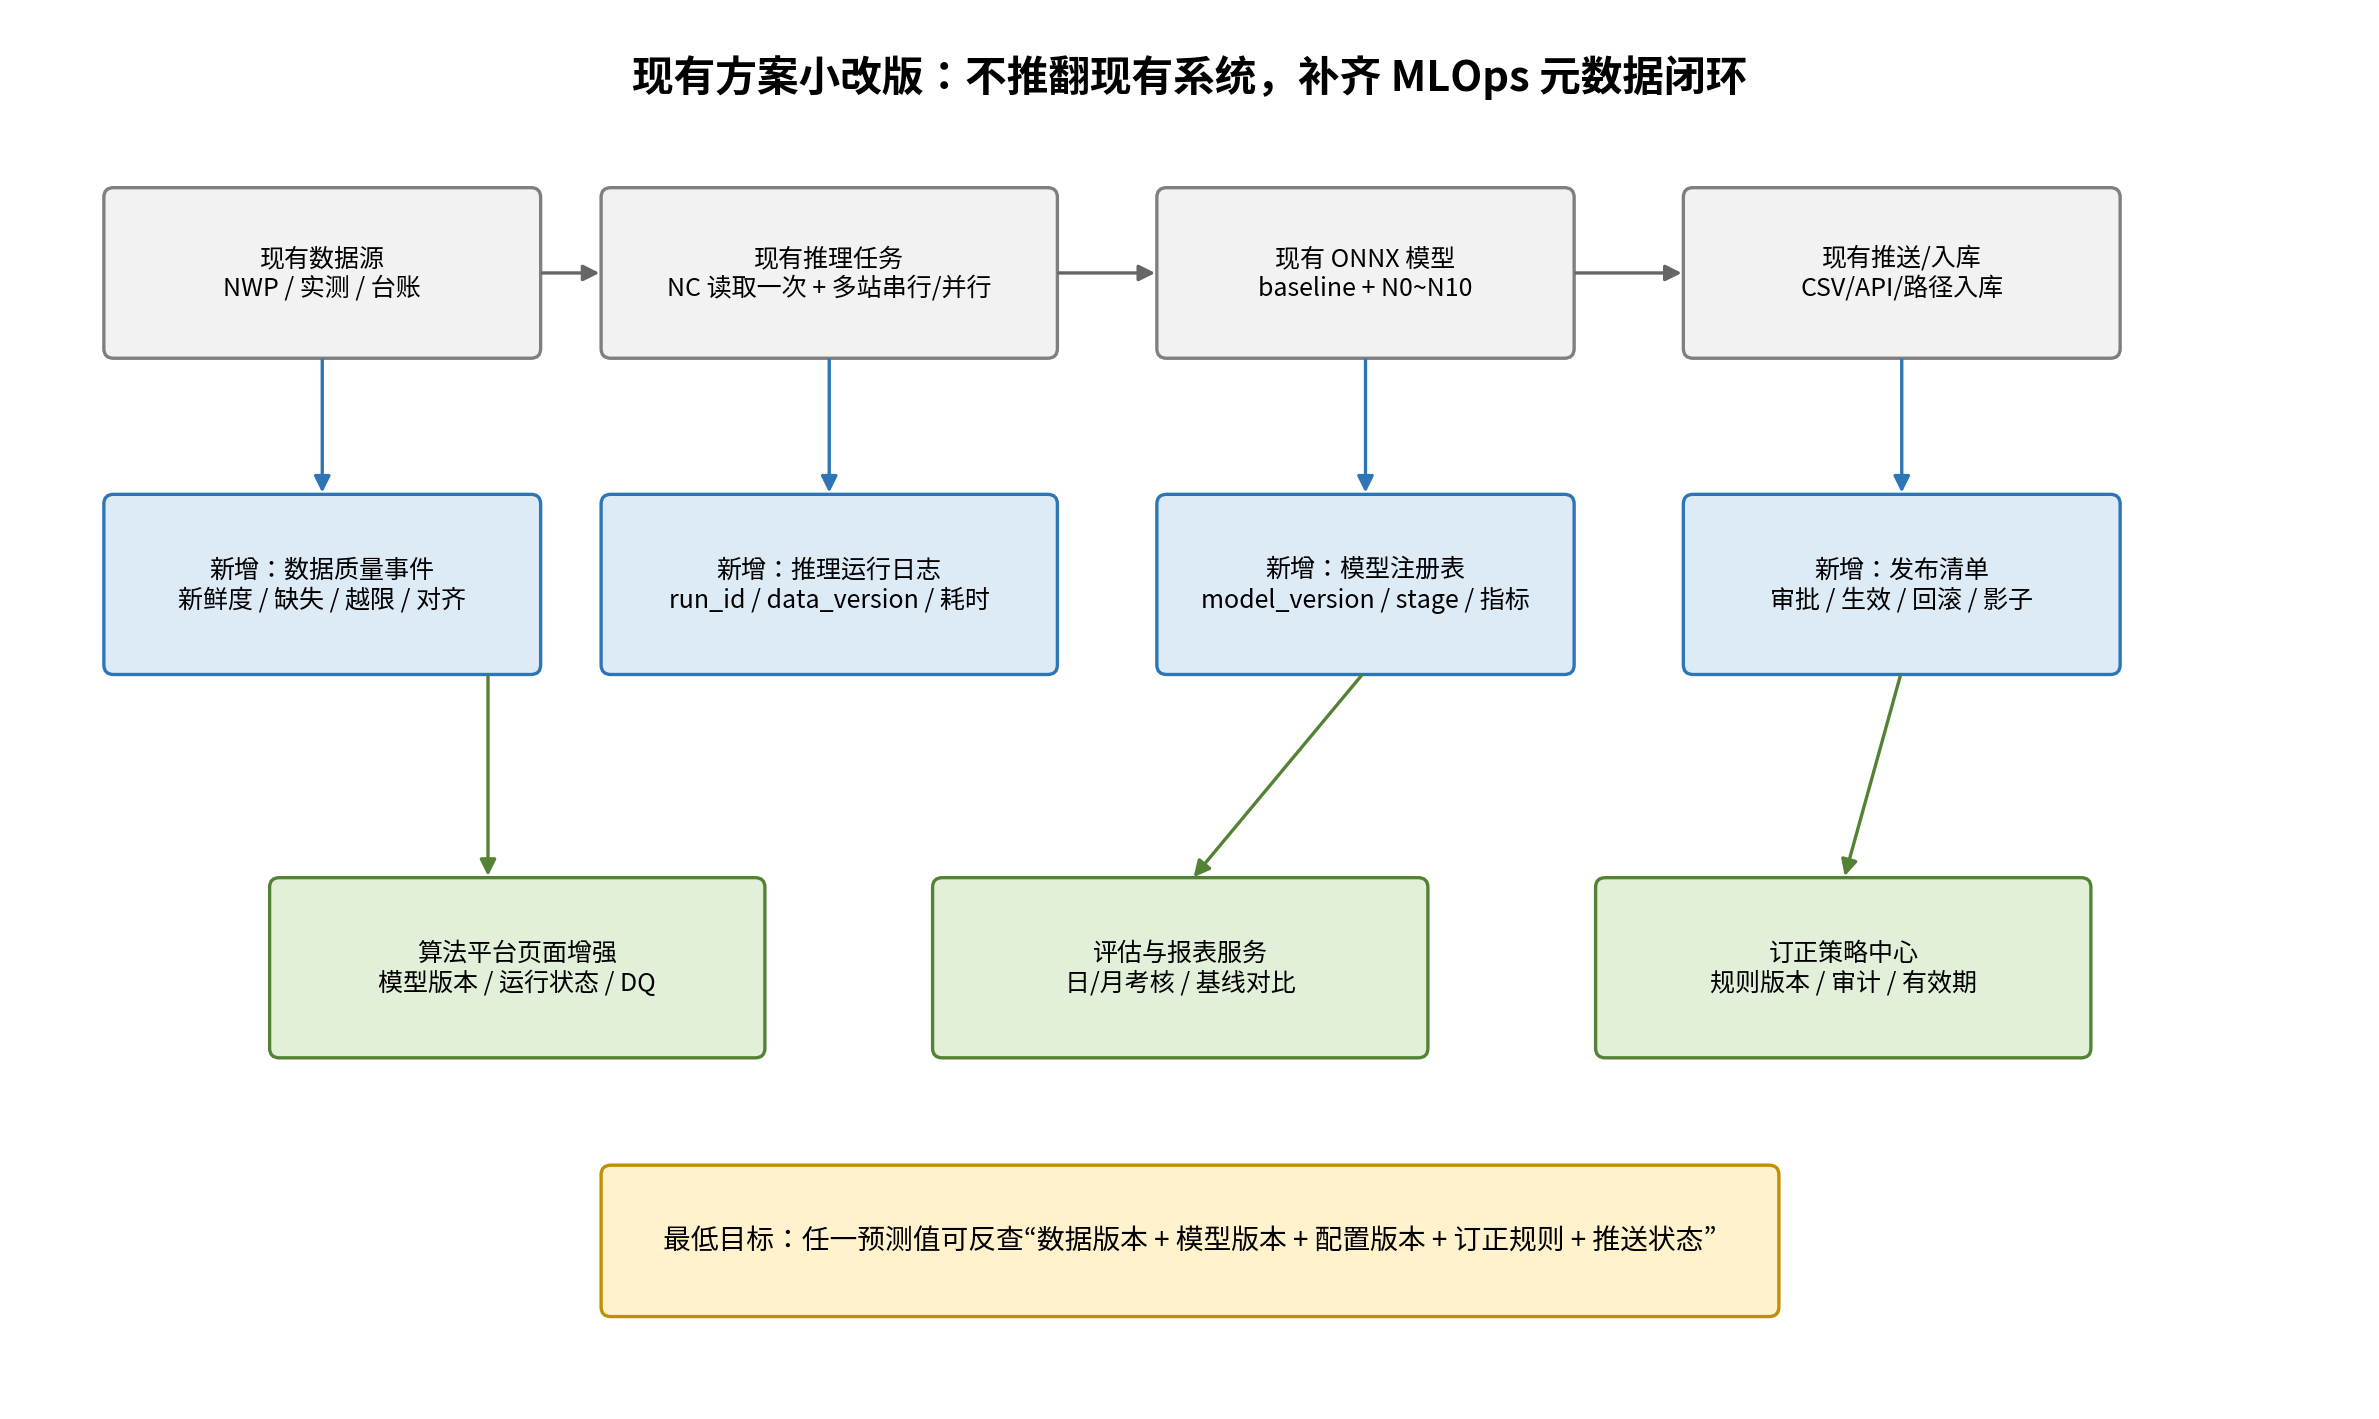 现有方案小改版：不推翻现有系统，补齐 MLOps 元数据闭环
现有数据源
NWP / 实测 / 台账
现有推理任务
NC 读取一次 + 多站串行/并行
现有 ONNX 模型
baseline + N0~N10
现有推送/入库
CSV/API/路径入库
新增：数据质量事件
新鲜度 / 缺失 / 越限 / 对齐
新增：推理运行日志
run_id / data_version / 耗时
新增：模型注册表
model_version / stage / 指标
新增：发布清单
审批 / 生效 / 回滚 / 影子
算法平台页面增强
模型版本 / 运行状态 / DQ
评估与报表服务
日/月考核 / 基线对比
订正策略中心
规则版本 / 审计 / 有效期
最低目标：任一预测值可反查“数据版本 + 模型版本 + 配置版本 + 订正规则 + 推送状态”